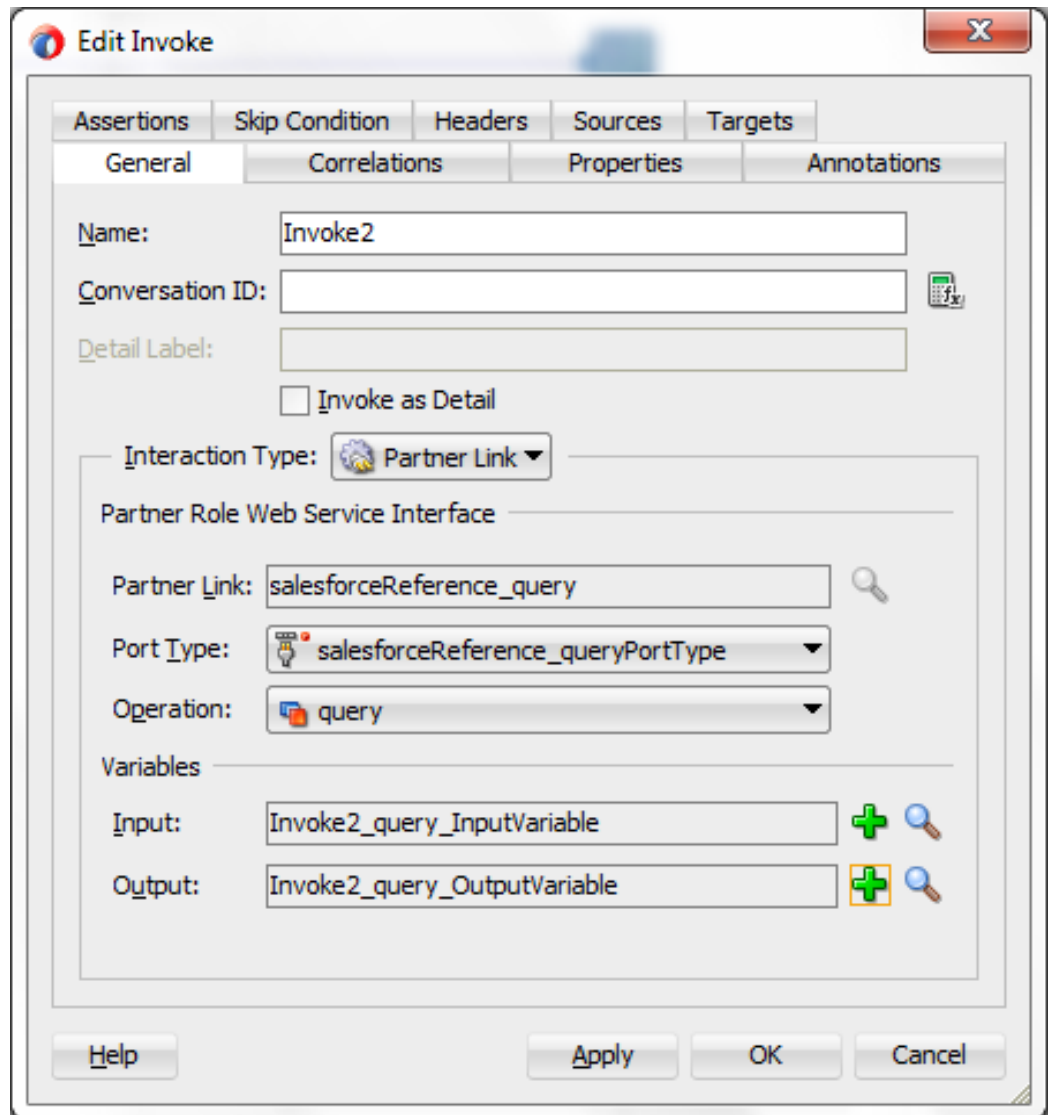 Edit Invoke
Assertions Skip Condition Headers Sources Targets
General Correlations Properties Annotations
Name: Invoke2
Conversation ID:
Detail Label:
Invoke as Detail
Interaction Type: Partner Link
Partner Role Web Service Interface
Partner Link: salesforceReference_query
Port Type: salesforceReference_queryPortType
Operation: query
Variables
Input: Invoke2_query_InputVariable
Output: Invoke2_query_OutputVariable
Help Apply OK Cancel